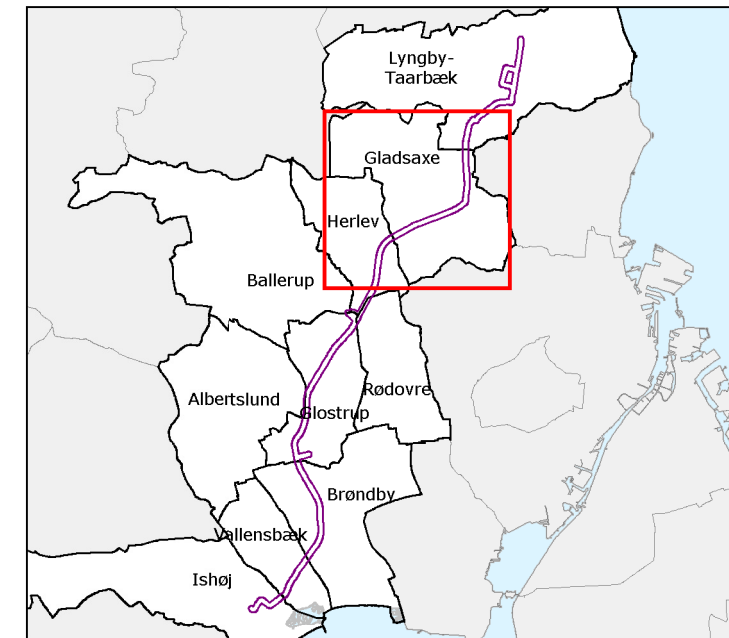 Lyngby-
Taarbæk
Gladsaxe
Herlev
Ballerup
Albertslund
Rødovre
Glostrup
Brøndby
Vallensbæk
Ishøj